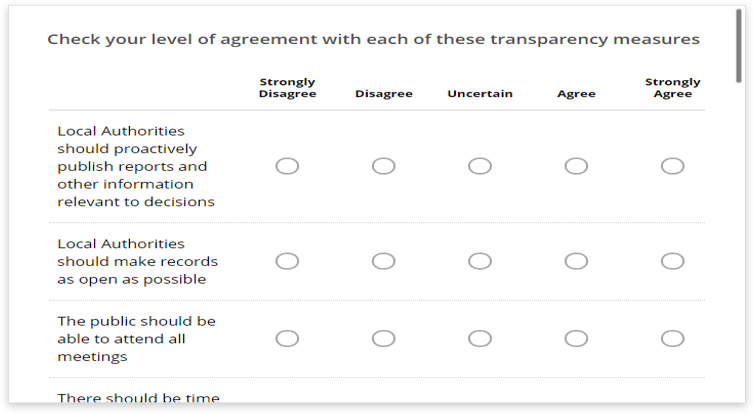 Check your level of agreement with each of these transparency measures
Strongly Disagree Disagree Uncertain Agree Strongly Agree
Local Authorities
should proactively
publish reports and
other information
relevant to decisions
Local Authorities
should make records
as open as possible
The public should be
able to attend all
meetings
There should be time